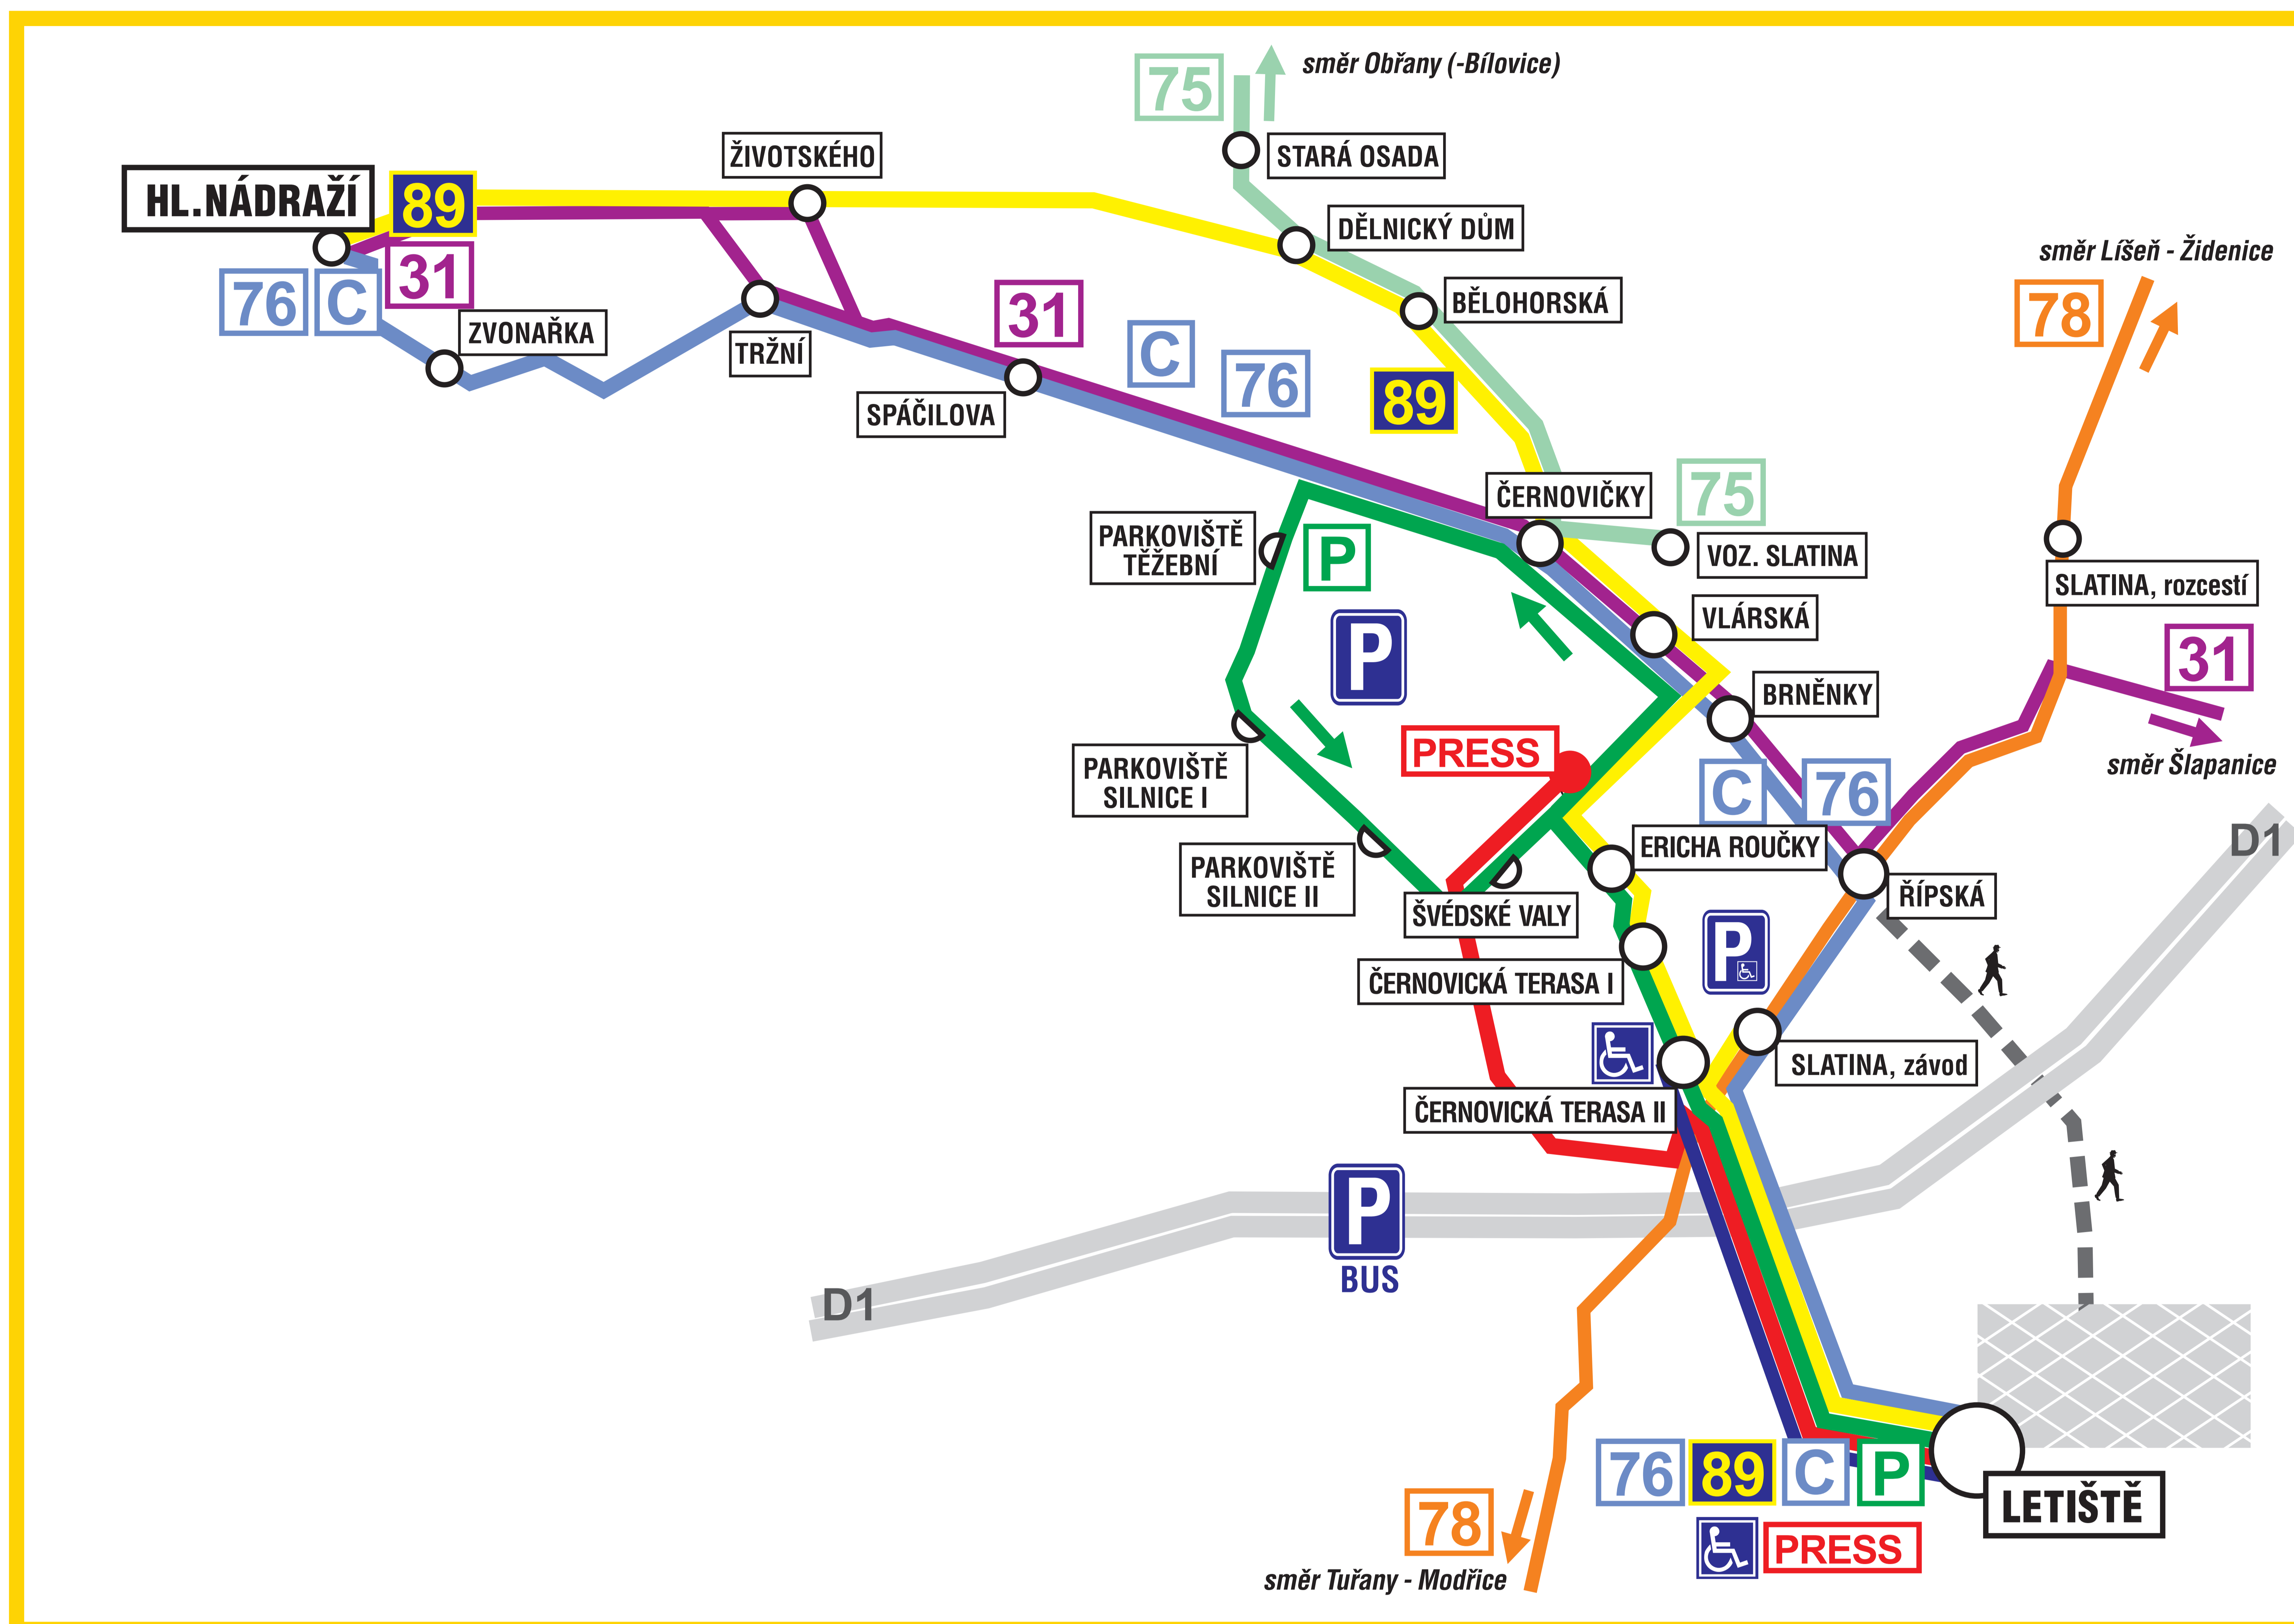 75
směr Obřany (-Bílovice)
ŽIVOTSKÉHO
STARÁ OSADA
HL.NÁDRAŽÍ
89
DĚLNICKÝ DŮM
směr Líšeň - Židenice
31
76
C
BĚLOHORSKÁ
78
ZVONAŘKA
TRŽNÍ
31
C
76
89
SPÁČILOVA
ČERNOVIČKY
75
PARKOVIŠTĚ
TĚŽEBNÍ
P
VOZ. SLATINA
SLATINA, rozcestí
VLÁRSKÁ
P
31
BRNĚNKY
PRESS
směr Šlapanice
PARKOVIŠTĚ
SILNICE I
C
76
D1
ERICHA ROUČKY
PARKOVIŠTĚ
SILNICE II
ŘÍPSKÁ
ŠVÉDSKÉ VALY
P
ČERNOVICKÁ TERASA I
SLATINA, závod
ČERNOVICKÁ TERASA II
P
BUS
D1
76
89
C
P
LETIŠTĚ
78
PRESS
směr Tuřany - Modřice